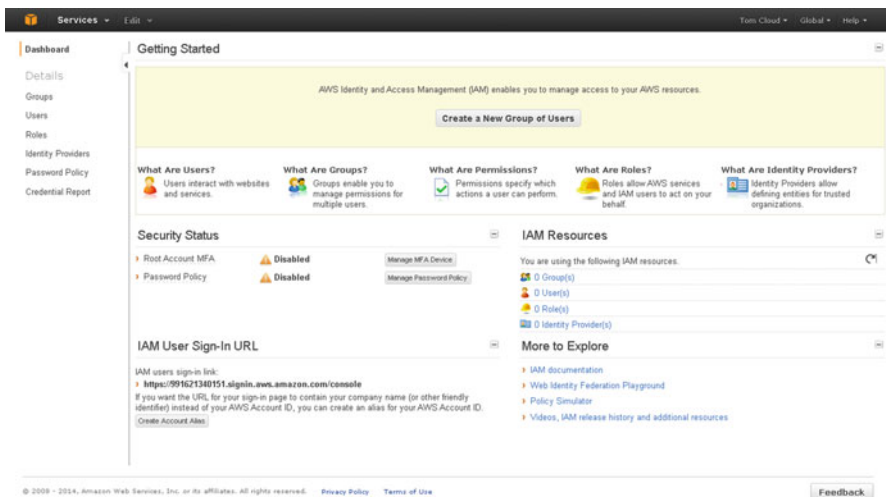 Services Edit Tom Cloud Global Help
Dashboard
Details
Groups
Users
Roles
Identity Providers
Password Policy
Credential Report
Getting Started
AWS Identity and Access Management (IAM) enables you to manage access to your AWS resources.
Create a New Group of Users
What Are Users?
Users interact with websites
and services.
What Are Groups?
Groups enable you to
manage permissions for
multiple users.
What Are Permissions?
Permissions specify which
actions a user can perform.
What Are Roles?
Roles allow AWS services
and IAM users to act on your
behalf.
What Are Identity Providers?
Identity Providers allow
defining entities for trusted
organizations.
Security Status
Root Account MFA Disabled Manage MFA Device
Password Policy Disabled Manage Password Policy
IAM Resources
You are using the following IAM resources.
0 Group(s)
0 User(s)
0 Role(s)
0 Identity Provider(s)
IAM User Sign-In URL
IAM users sign-in link:
https://991621340151.signin.aws.amazon.com/console
If you want the URL for your sign-in page to contain your company name (or other friendly
identifier) instead of your AWS Account ID, you can create an alias for your AWS Account ID.
Create Account Alias
More to Explore
IAM documentation
Web Identity Federation Playground
Policy Simulator
Videos, IAM release history and additional resources
© 2008 - 2014, Amazon Web Services, Inc. or its affiliates. All rights reserved. Privacy Policy Terms of Use Feedback